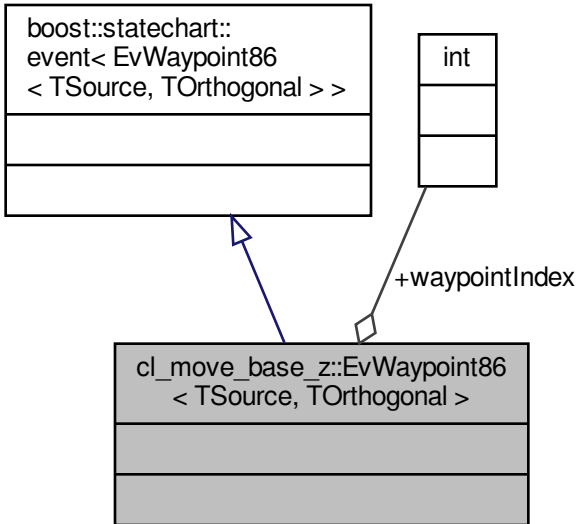 boost::statechart::
event< EvWaypoint86
< TSource, TOrthogonal > >
int
+waypointIndex
cl_move_base_z::EvWaypoint86
< TSource, TOrthogonal >